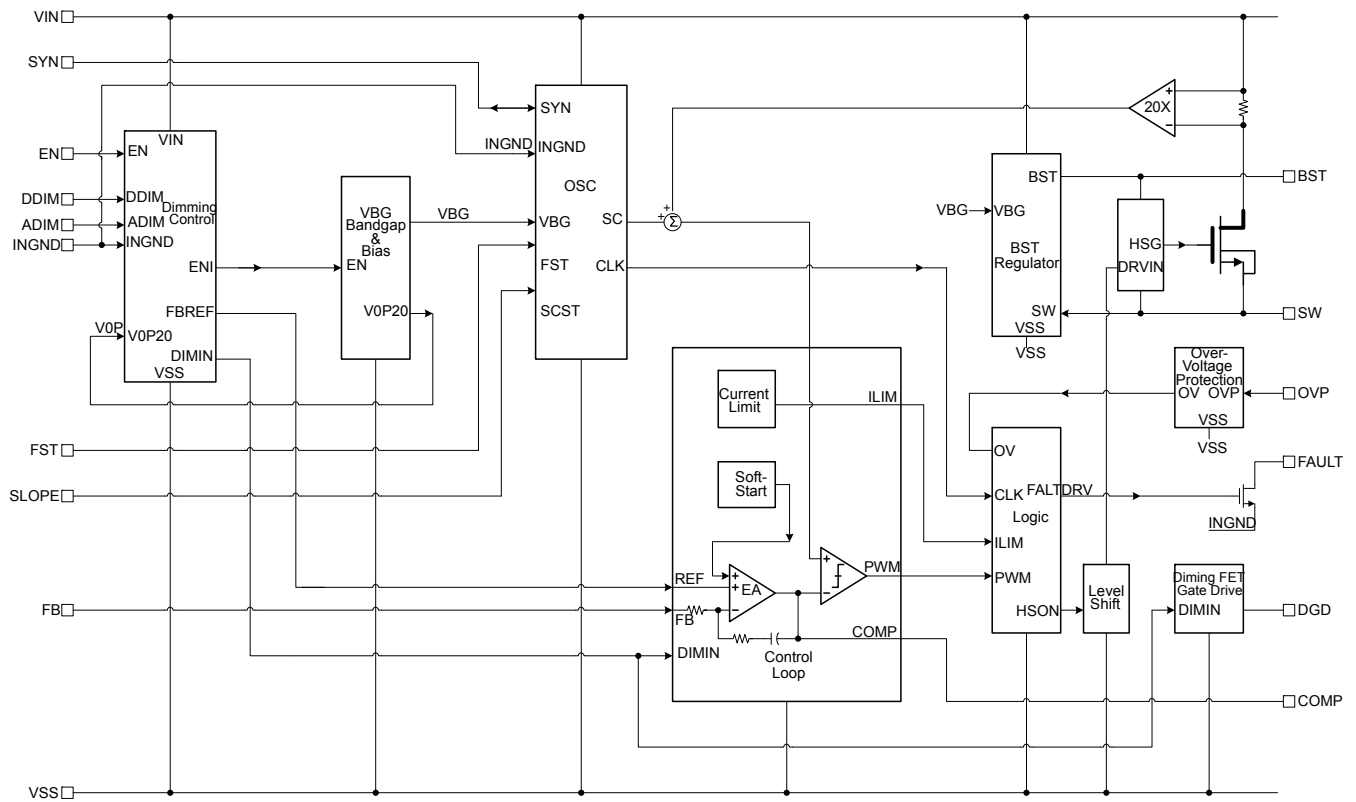 VIN
SYN
EN
DDIM
ADIM
INGND
FST
SLOPE
FB
VSS
VIN
EN
DDIM
Dimming
Control
ADIM
INGND
ENI
FBREF
V0P
V0P20
DIMIN
VSS
VBG
Bandgap
&
Bias
EN
V0P20
VBG
INGND
SYN
INGND
OSC
VBG
SC
FST
CLK
SCST
+
+
Σ
20X
+
−
VBG
BST
VBG
BST
Regulator
SW
VSS
VSS
HSG
DRVIN
BST
SW
Over-
Voltage
Protection
OV OVP
VSS
VSS
OVP
FAULT
INGND
Current
Limit
ILIM
Soft-
Start
REF
+
+
EA
−
FB
+
−
PWM
COMP
DIMIN
Control
Loop
OV
CLK
FALTDRV
Logic
ILIM
PWM
HSON
Level
Shift
Diming FET
Gate Drive
DIMIN
DGD
COMP